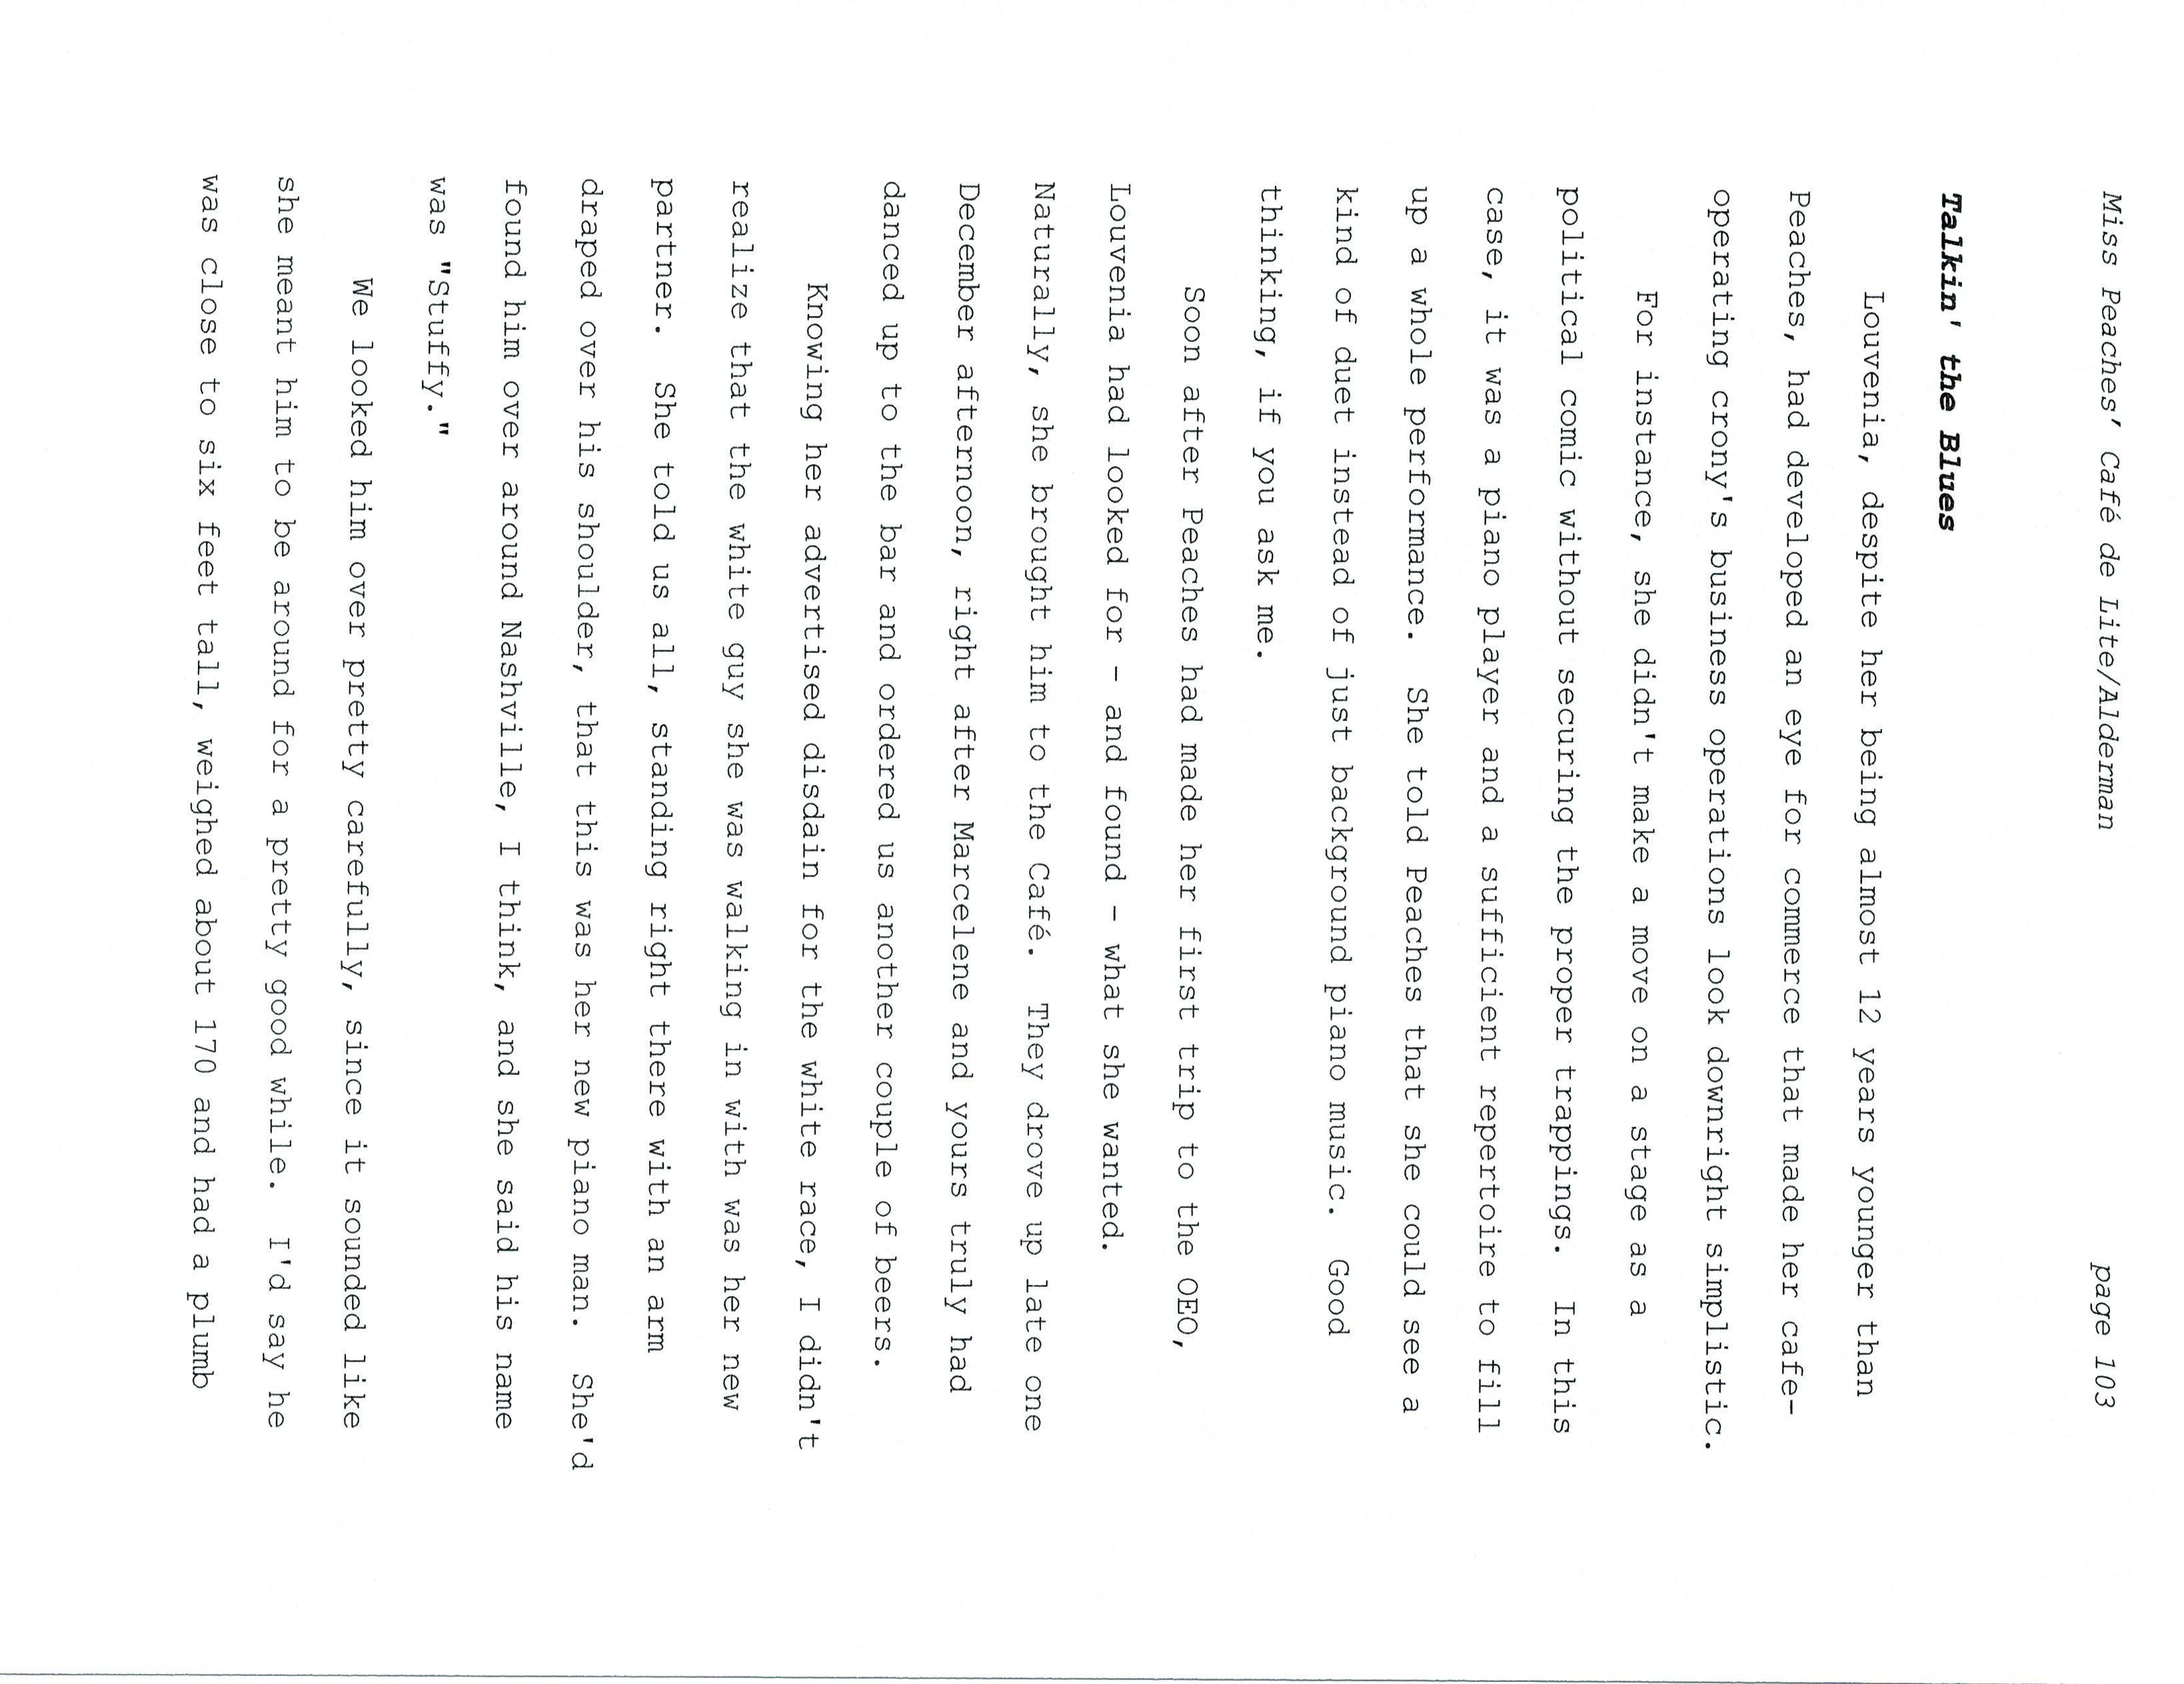 Miss Peaches' Café de Lite/Alderman page 103
Talkin' the Blues
Louvenia, despite her being almost 12 years younger than
Peaches, had developed an eye for commerce that made her cafe-
operating crony's business operations look downright simplistic.
For instance, she didn't make a move on a stage as a
political comic without securing the proper trappings.  In this
case, it was a piano player and a sufficient repertoire to fill
up a whole performance.  She told Peaches that she could see a
kind of duet instead of just background piano music.  Good
thinking, if you ask me.
Soon after Peaches had made her first trip to the OEO,
Louvenia had looked for - and found - what she wanted.
Naturally, she brought him to the Café.  They drove up late one
December afternoon, right after Marcelene and yours truly had
danced up to the bar and ordered us another couple of beers.
Knowing her advertised disdain for the white race, I didn't
realize that the white guy she was walking in with was her new
partner.  She told us all, standing right there with an arm
draped over his shoulder, that this was her new piano man.  She'd
found him over around Nashville, I think, and she said his name
was "Stuffy."
We looked him over pretty carefully, since it sounded like
she meant him to be around for a pretty good while.  I'd say he
was close to six feet tall, weighed about 170 and had a plumb